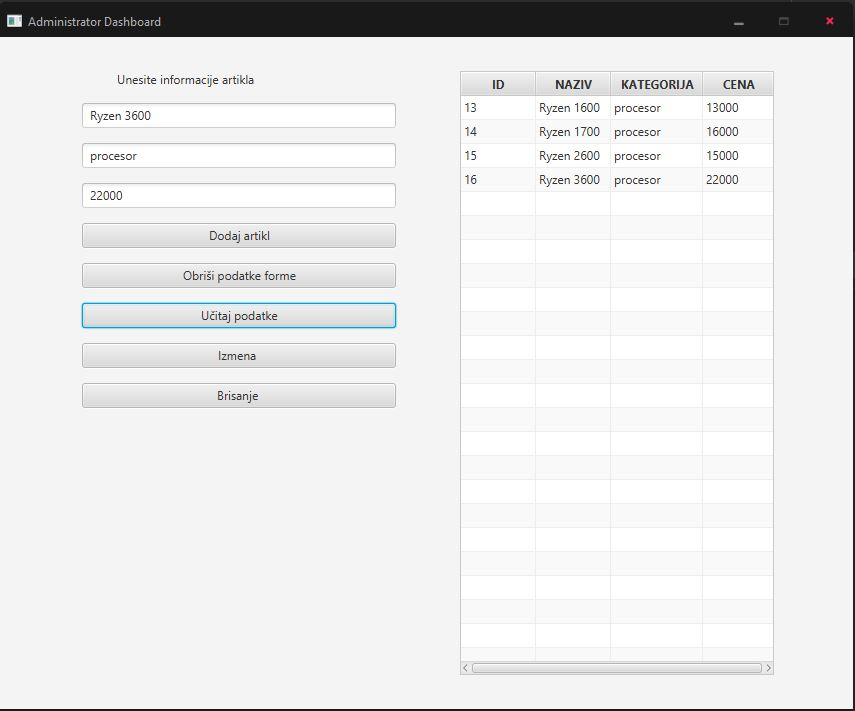 Administrator Dashboard
Unesite informacije artikla
Ryzen 3600
procesor
22000
Dodaj artikl
Obriši podatke forme
Učitaj podatke
Izmena
Brisanje
ID NAZIV KATEGORIJA CENA
13 Ryzen 1600 procesor 13000
14 Ryzen 1700 procesor 16000
15 Ryzen 2600 procesor 15000
16 Ryzen 3600 procesor 22000